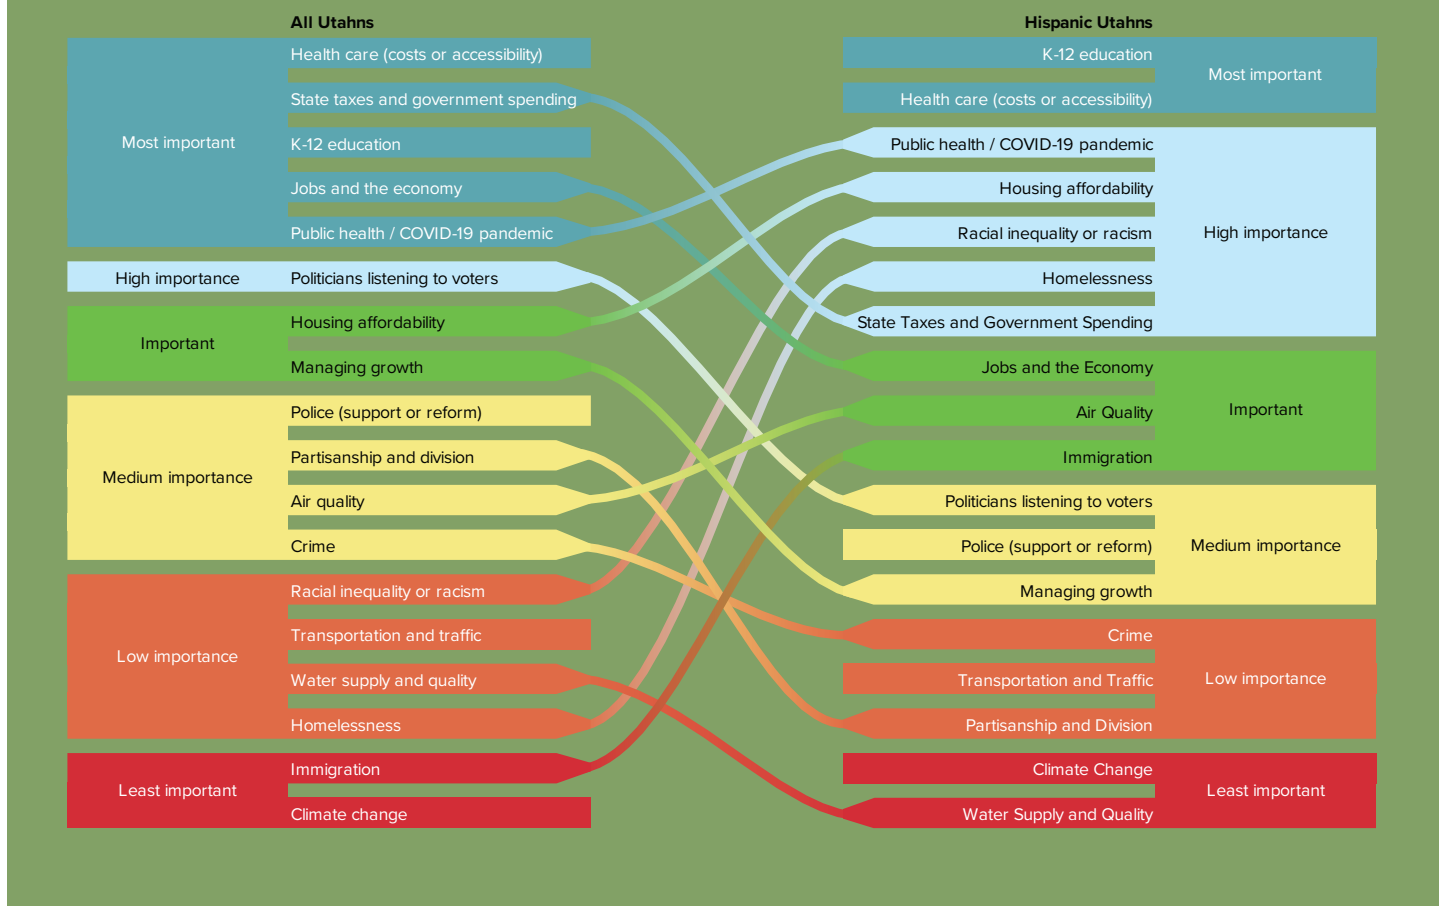 All Utahns
Hispanic Utahns
Most important
Health care (costs or accessibility)
State taxes and government spending
K-12 education
Jobs and the economy
Public health / COVID-19 pandemic
High importance
Politicians listening to voters
Important
Housing affordability
Managing growth
Medium importance
Police (support or reform)
Partisanship and division
Air quality
Crime
Low importance
Racial inequality or racism
Transportation and traffic
Water supply and quality
Homelessness
Least important
Immigration
Climate change
K-12 education
Health care (costs or accessibility)
Most important
Public health / COVID-19 pandemic
Housing affordability
Racial inequality or racism
Homelessness
State Taxes and Government Spending
High importance
Jobs and the Economy
Air Quality
Immigration
Important
Politicians listening to voters
Police (support or reform)
Managing growth
Medium importance
Crime
Transportation and Traffic
Partisanship and Division
Low importance
Climate Change
Water Supply and Quality
Least important